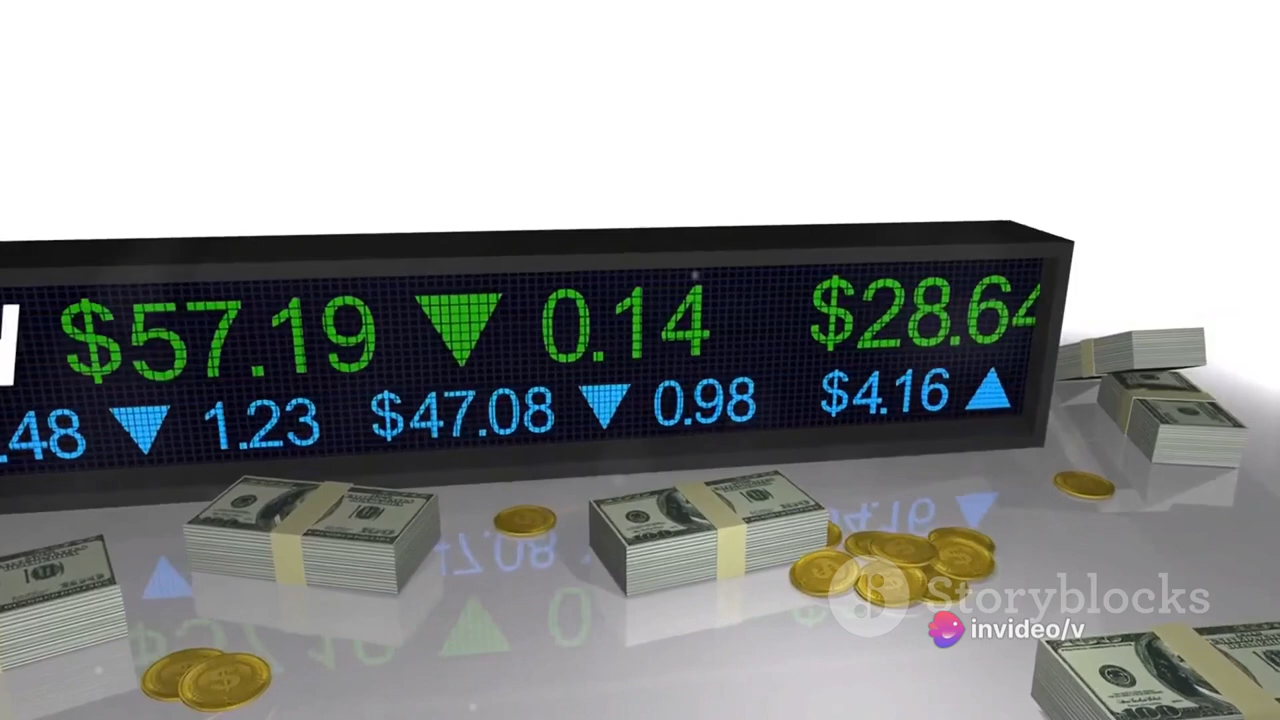 $57.19 ▼ 0.14 $28.64
.48 ▼ 1.23 $47.08 ▼ 0.98 $4.16 ▲
Storyblocks
invideo/v